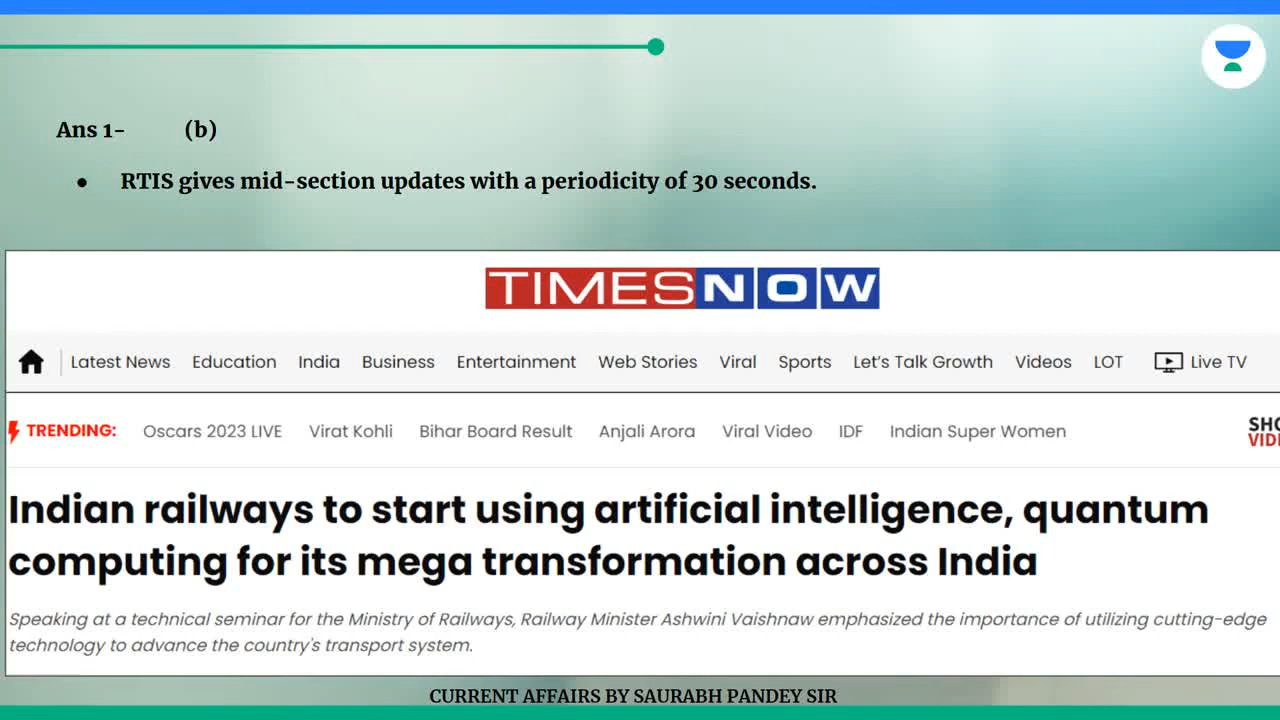 Ans 1- (b)
● RTIS gives mid-section updates with a periodicity of 30 seconds.
TIMES NOW
Latest News Education India Business Entertainment Web Stories Viral Sports Let's Talk Growth Videos LOT Live TV
TRENDING: Oscars 2023 LIVE Virat Kohli Bihar Board Result Anjali Arora Viral Video IDF Indian Super Women
Indian railways to start using artificial intelligence, quantum
computing for its mega transformation across India
Speaking at a technical seminar for the Ministry of Railways, Railway Minister Ashwini Vaishnaw emphasized the importance of utilizing cutting-edge
technology to advance the country's transport system.
CURRENT AFFAIRS BY SAURABH PANDEY SIR